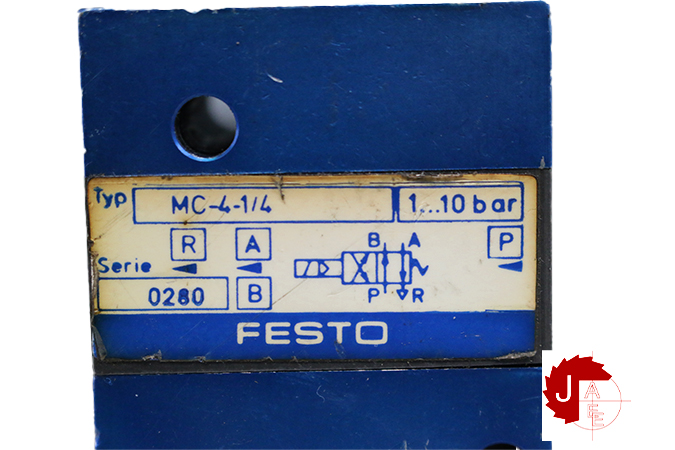 Typ MC-4-1/4 1...10 bar
R A B A P
Serie
0280 B P R
FESTO
J A E E